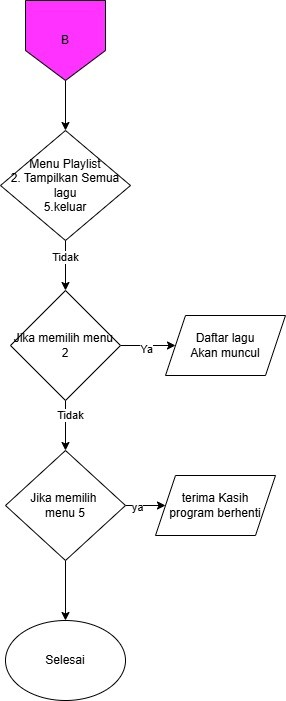 B
Menu Playlist
2. Tampilkan Semua
lagu
5.keluar
Tidak
Jika memilih menu
2
Ya
Daftar lagu
Akan muncul
Tidak
Jika memilih
menu 5
ya
terima Kasih
program berhenti
Selesai